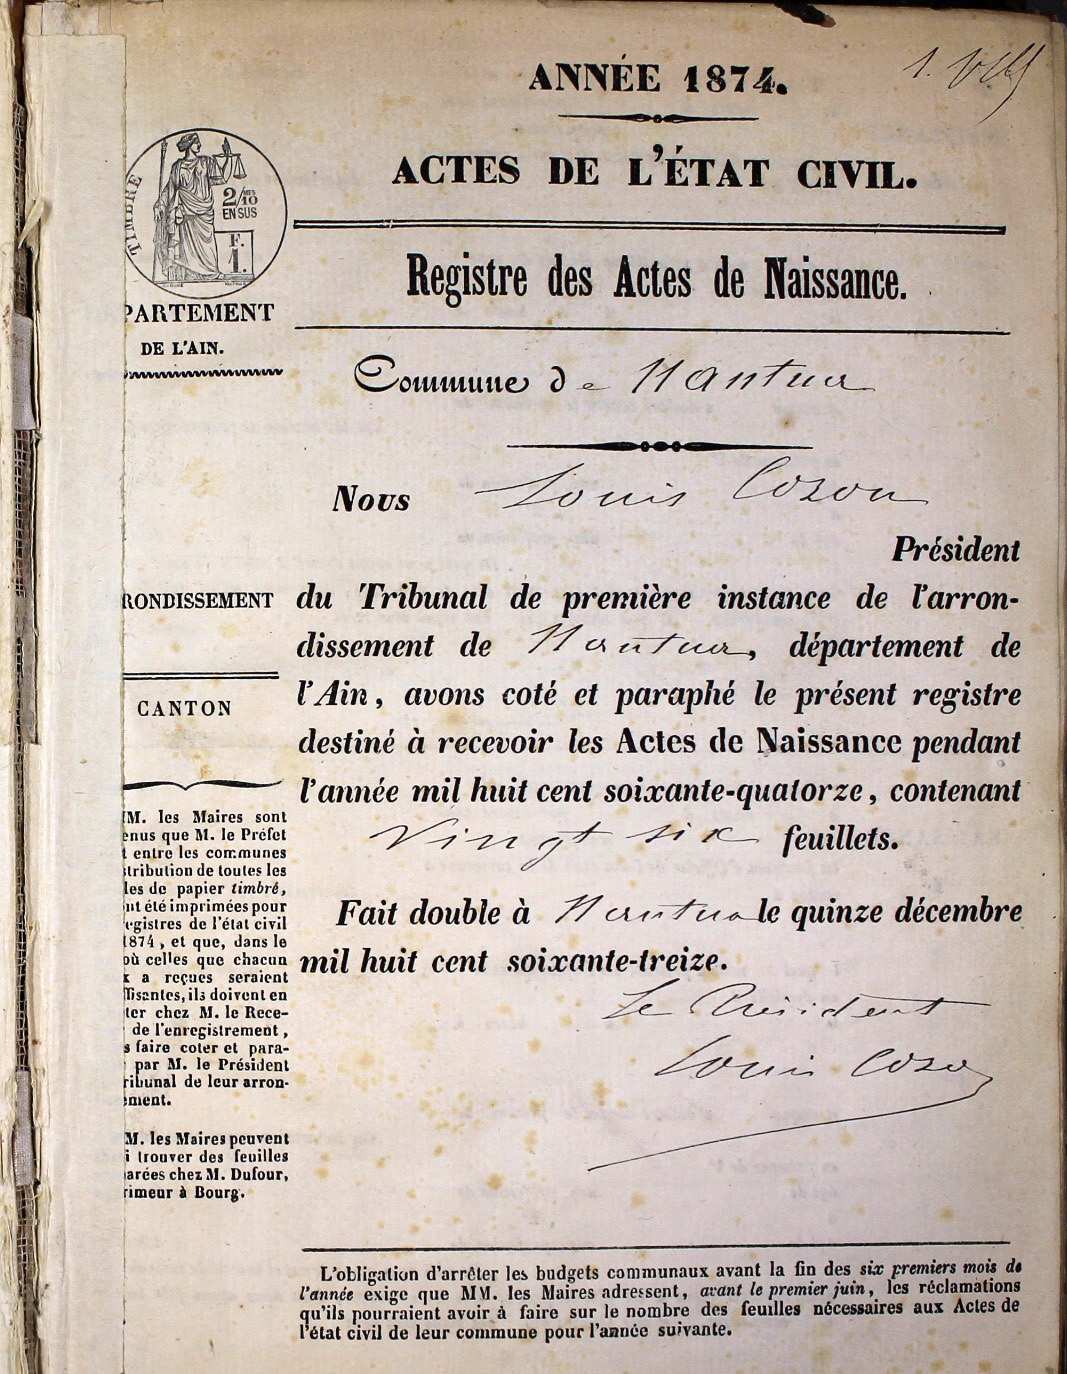 ANNÉE 1874.
ACTES DE L'ÉTAT CIVIL.
TIMBRE
2/10
EN SUS
F.
1.
Registre des Actes de Naissance.
PARTEMENT
DE L'AIN.
Commune de Nantua
Nous Louis Cozon
Président
RONDISSEMENT
du Tribunal de première instance de l'arron-
dissement de Nantua, département de
CANTON
l'Ain, avons coté et paraphé le présent registre
destiné à recevoir les Actes de Naissance pendant
l'année mil huit cent soixante-quatorze, contenant
Vingt six feuillets.
Fait double à Nantua le quinze décembre
mil huit cent soixante-treize.
Le Président
Louis Cozon
M. les Maires sont
enus que M. le Préfet
t entre les communes
tribution de toutes les
les de papier timbré,
nt été imprimées pour
egistres de l'état civil
1874, et que, dans le
où celles que chacun
x a reçues seraient
ffisantes, ils doivent en
ter chez M. le Rece-
de l'enregistrement,
s faire coter et para-
par M. le Président
ribunal de leur arron-
ement.
M. les Maires peuvent
i trouver des feuilles
arées chez M. Dufour,
rimeur à Bourg.
L'obligation d'arrêter les budgets communaux avant la fin des six premiers mois de
l'année exige que MM. les Maires adressent, avant le premier juin, les réclamations
qu'ils pourraient avoir à faire sur le nombre des feuilles nécessaires aux Actes de
l'état civil de leur commune pour l'année suivante.